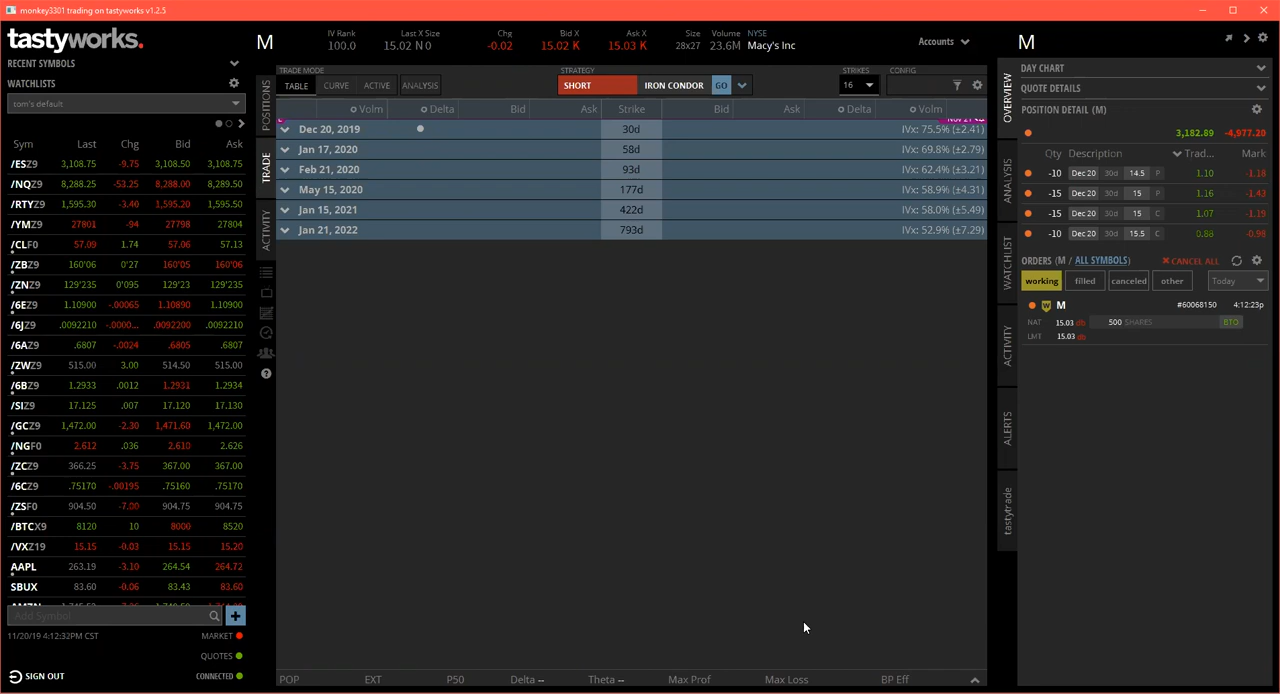 monkey3301 trading on tastyworks v1.2.5
tastyworks.
RECENT SYMBOLS
WATCHLISTS
tom's default
Sym Last Chg Bid Ask
/ESZ9 3,108.75 -9.75 3,108.50 3,108.75
/NQZ9 8,288.25 -53.25 8,288.00 8,289.50
/RTYZ9 1,595.30 -3.40 1,595.20 1,595.50
/YMZ9 27801 -94 27798 27804
/CLF0 57.09 1.74 57.06 57.13
/ZBZ9 160'06 0'27 160'05 160'06
/ZNZ9 129'235 0'095 129'23 129'235
/6EZ9 1.10900 -.00065 1.10890 1.10900
/6JZ9 .0092210 -.0000... .0092200 .0092210
/6AZ9 .6807 -.0024 .6805 .6807
/ZWZ9 515.00 3.00 514.50 515.00
/6BZ9 1.2933 .0012 1.2931 1.2934
/SIZ9 17.125 .007 17.120 17.130
/GCZ9 1,472.00 -2.30 1,471.60 1,472.00
/NGF0 2.612 .036 2.610 2.626
/ZCZ9 366.25 -3.75 367.00 367.00
/6CZ9 .75170 -.00195 .75160 .75170
/ZSF0 904.50 -7.00 904.75 904.75
/BTCX9 8120 10 8000 8520
/VXZ19 15.15 -0.03 15.15 15.20
AAPL 263.19 -3.10 264.54 264.72
SBUX 83.60 -0.06 83.43 83.60
Add Symbol
11/20/19 4:12:32PM CST MARKET
QUOTES
SIGN OUT CONNECTED
POSITIONS
TRADE
ACTIVITY
M
IV Rank Last X Size Chg Bid X Ask X Size Volume NYSE
100.0 15.02 N 0 -0.02 15.02 K 15.03 K 28x27 23.6M Macy's Inc
Accounts
TRADE MODE STRATEGY STRIKES CONFIG
TABLE CURVE ACTIVE ANALYSIS SHORT IRON CONDOR GO 16
Volm Delta Bid Ask Strike Bid Ask Delta Volm
Dec 20, 2019 30d IVx: 75.5% (±2.41)
Jan 17, 2020 58d IVx: 69.8% (±2.79)
Feb 21, 2020 93d IVx: 62.4% (±3.21)
May 15, 2020 177d IVx: 58.9% (±4.31)
Jan 15, 2021 422d IVx: 58.0% (±5.49)
Jan 21, 2022 793d IVx: 52.9% (±7.29)
POP EXT P50 Delta -- Theta -- Max Prof Max Loss BP Eff
OVERVIEW
ANALYSIS
WATCHLIST
ACTIVITY
ALERTS
tastytrade
M
DAY CHART
QUOTE DETAILS
POSITION DETAIL (M)
3,182.89 -4,977.20
Qty Description Trad... Mark
-10 Dec 20 30d 14.5 P 1.10 -1.18
-15 Dec 20 30d 15 P 1.16 -1.43
-15 Dec 20 30d 15 C 1.07 -1.19
-10 Dec 20 30d 15.5 C 0.88 -0.98
ORDERS (M / ALL SYMBOLS) ×CANCEL ALL
working filled canceled other Today
W M #60068150 4:12:23p
NAT 15.03 db 500 SHARES BTO
LMT 15.03 db